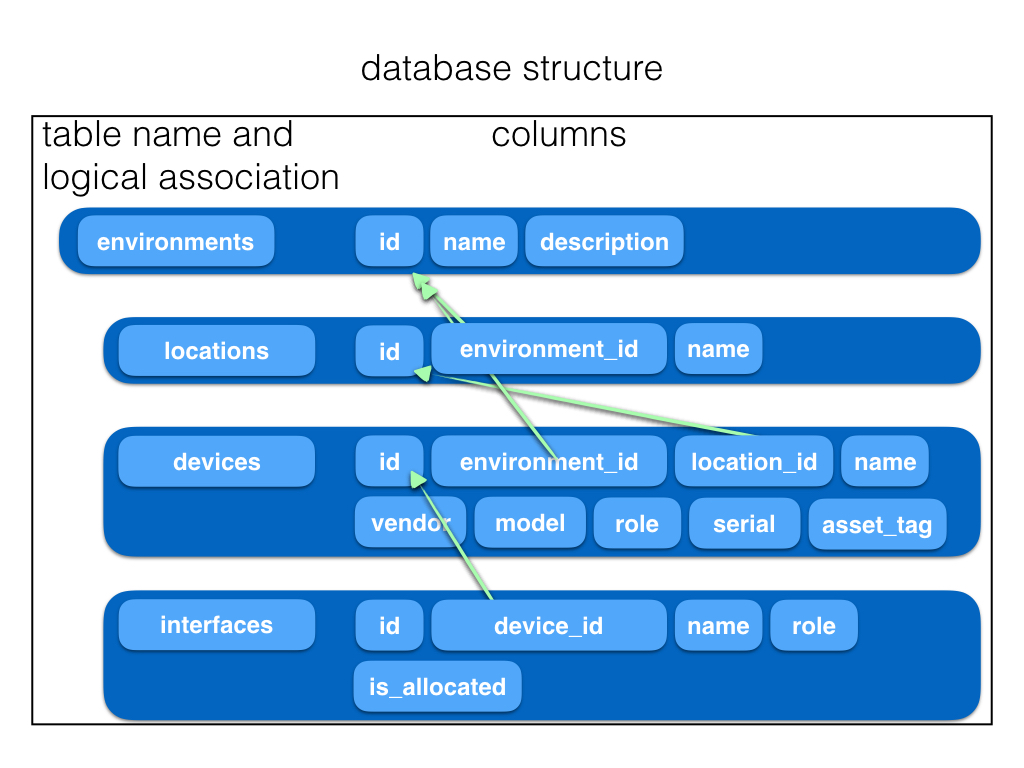 database structure
table name and
logical association
columns
environments id name description
locations id environment_id name
devices id environment_id location_id name
vendor model role serial asset_tag
interfaces id device_id name role
is_allocated